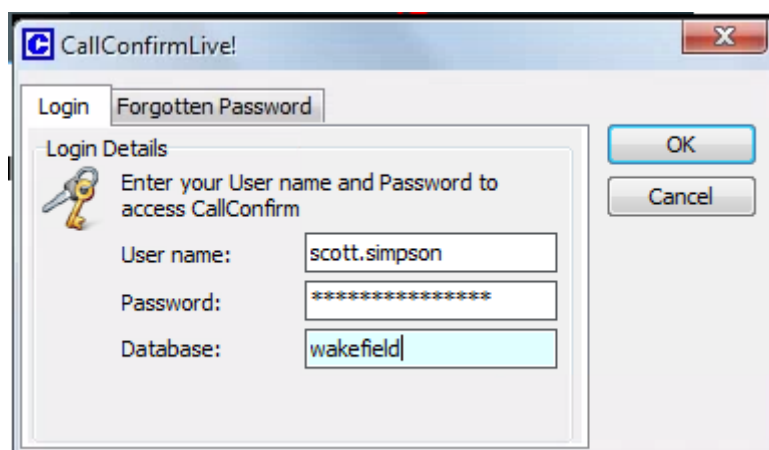 CallConfirmLive!
Login
Forgotten Password
Login Details
Enter your User name and Password to
access CallConfirm
User name:
scott.simpson
Password:
***************
Database:
wakefield
OK
Cancel